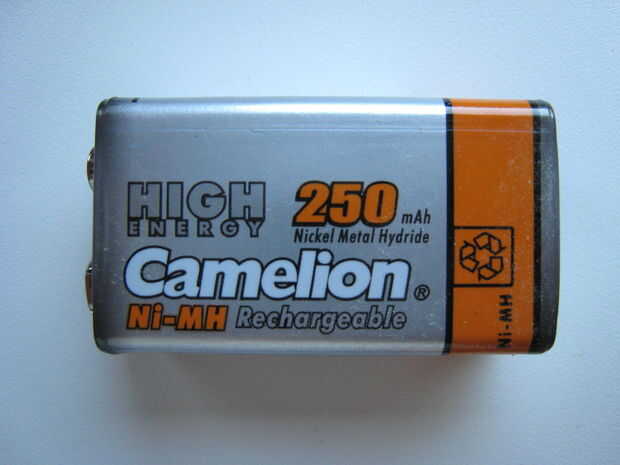 HIGH
ENERGY
250 mAh
Nickel Metal Hydride
Camelion®
Ni-MH Rechargeable
Ni-MH